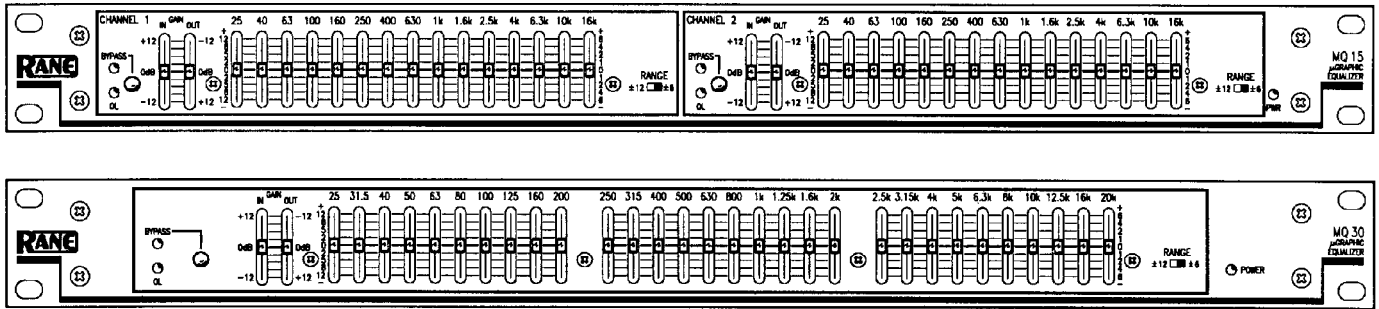 CHANNEL 1 IN GAIN OUT 25 40 63 100 160 250 400 630 1k 1.6k 2.5k 4k 6.3k 10k 16k
+12 -12
BYPASS
0dB 0dB
OL
-12 +12
RANGE
±12 ±6
RANE
CHANNEL 2 IN GAIN OUT 25 40 63 100 160 250 400 630 1k 1.6k 2.5k 4k 6.3k 10k 16k
+12 -12
BYPASS
0dB 0dB
OL
-12 +12
RANGE
±12 ±6
PWR
MQ 15
µGRAPHIC
EQUALIZER
IN GAIN OUT 25 31.5 40 50 63 80 100 125 160 200 250 315 400 500 630 800 1k 1.25k 1.6k 2k 2.5k 3.15k 4k 5k 6.3k 8k 10k 12.5k 16k 20k
+12 -12
BYPASS
0dB 0dB
OL
-12 +12
RANGE
±12 ±6
RANE
POWER
MQ 30
µGRAPHIC
EQUALIZER